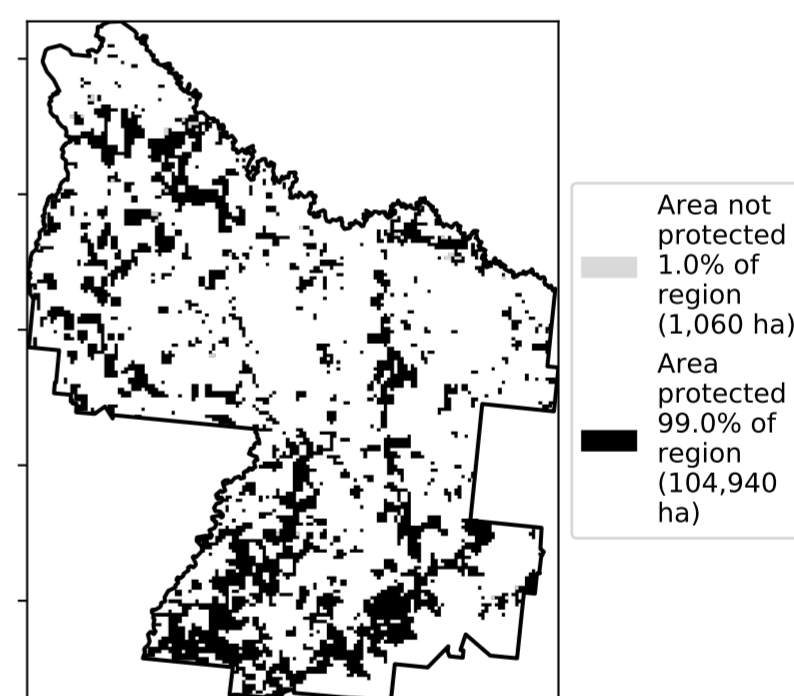 Area not
protected
1.0% of
region
(1,060 ha)
Area
protected
99.0% of
region
(104,940
ha)